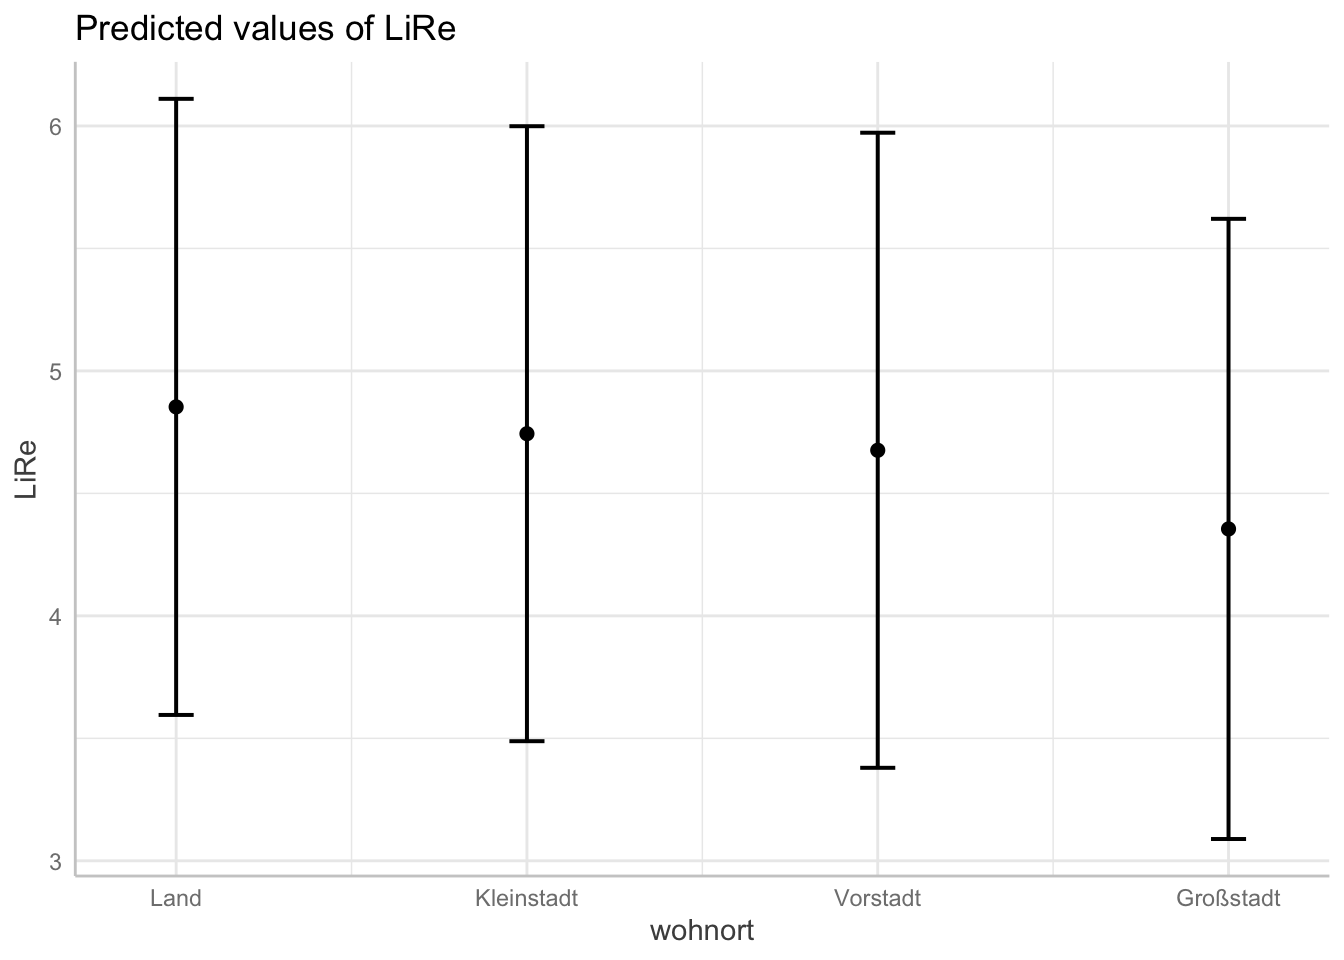 Predicted values of LiRe
6
5
4
3
LiRe
Land
Kleinstadt
Vorstadt
Großstadt
wohnort